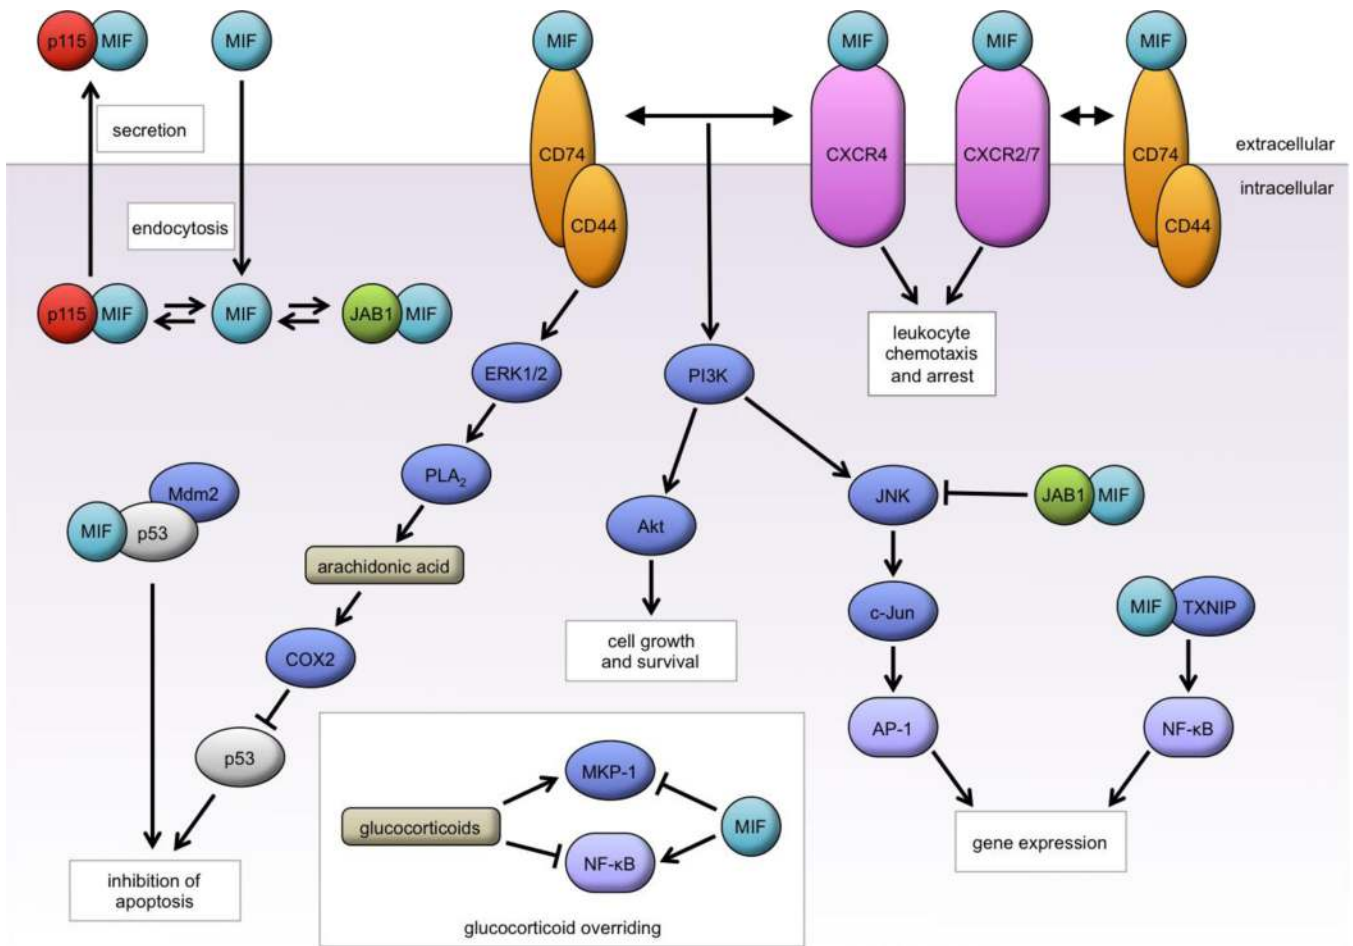 p115 MIF
MIF
MIF
MIF
MIF
MIF
secretion
CD74
CXCR4
CXCR2/7
CD74
extracellular
intracellular
endocytosis
CD44
CD44
p115 MIF
MIF
JAB1 MIF
leukocyte
chemotaxis
and arrest
ERK1/2
PI3K
PLA2
Mdm2
MIF p53
JNK
JAB1 MIF
Akt
arachidonic acid
c-Jun
MIF TXNIP
cell growth
and survival
COX2
p53
AP-1
NF-κB
MKP-1
glucocorticoids
MIF
NF-κB
glucocorticoid overriding
gene expression
inhibition of
apoptosis